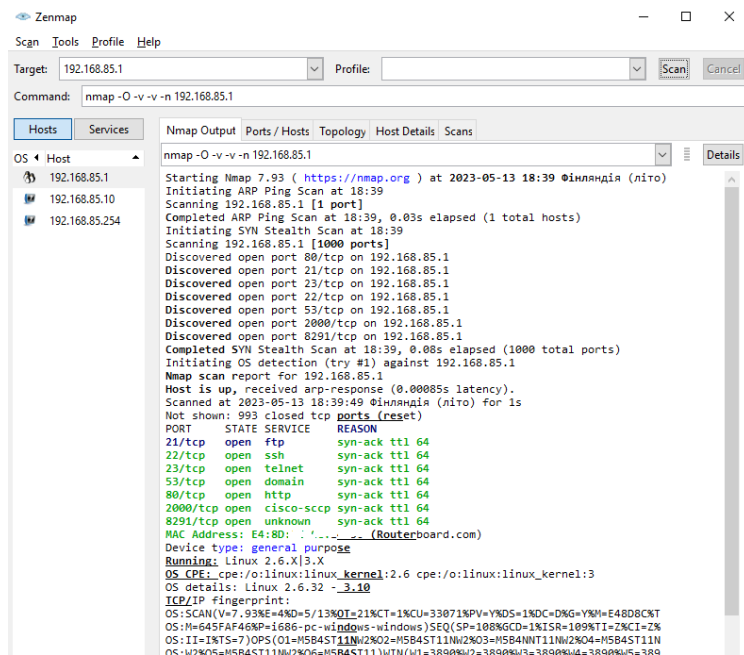 Zenmap
Scan Tools Profile Help
Target: 192.168.85.1 Profile: Scan Cancel
Command: nmap -O -v -v -n 192.168.85.1
Hosts Services Nmap Output Ports / Hosts Topology Host Details Scans
OS Host nmap -O -v -v -n 192.168.85.1 Details
192.168.85.1
192.168.85.10
192.168.85.254
Starting Nmap 7.93 ( https://nmap.org ) at 2023-05-13 18:39 Фінляндія (літо)
Initiating ARP Ping Scan at 18:39
Scanning 192.168.85.1 [1 port]
Completed ARP Ping Scan at 18:39, 0.03s elapsed (1 total hosts)
Initiating SYN Stealth Scan at 18:39
Scanning 192.168.85.1 [1000 ports]
Discovered open port 80/tcp on 192.168.85.1
Discovered open port 21/tcp on 192.168.85.1
Discovered open port 23/tcp on 192.168.85.1
Discovered open port 22/tcp on 192.168.85.1
Discovered open port 53/tcp on 192.168.85.1
Discovered open port 2000/tcp on 192.168.85.1
Discovered open port 8291/tcp on 192.168.85.1
Completed SYN Stealth Scan at 18:39, 0.08s elapsed (1000 total ports)
Initiating OS detection (try #1) against 192.168.85.1
Nmap scan report for 192.168.85.1
Host is up, received arp-response (0.00085s latency).
Scanned at 2023-05-13 18:39:49 Фінляндія (літо) for 1s
Not shown: 993 closed tcp ports (reset)
PORT STATE SERVICE REASON
21/tcp open ftp syn-ack ttl 64
22/tcp open ssh syn-ack ttl 64
23/tcp open telnet syn-ack ttl 64
53/tcp open domain syn-ack ttl 64
80/tcp open http syn-ack ttl 64
2000/tcp open cisco-sccp syn-ack ttl 64
8291/tcp open unknown syn-ack ttl 64
MAC Address: E4:8D: (Routerboard.com)
Device type: general purpose
Running: Linux 2.6.X|3.X
OS CPE: cpe:/o:linux:linux_kernel:2.6 cpe:/o:linux:linux_kernel:3
OS details: Linux 2.6.32 - 3.10
TCP/IP fingerprint:
OS:SCAN(V=7.93%E=4%D=5/13%OT=21%CT=1%CU=33071%PV=Y%DS=1%DC=D%G=Y%M=E48D8C%T
OS:M=645FAF46%P=i686-pc-windows-windows)SEQ(SP=108%GCD=1%ISR=109%TI=Z%CI=Z%
OS:II=I%TS=7)OPS(O1=M5B4ST11NW2%O2=M5B4ST11NW2%O3=M5B4NNT11NW2%O4=M5B4ST11N
OS:W2%O5=M5B4ST11NW2%O6=M5B4ST11)WIN(W1=3890%W2=3890%W3=3890%W4=3890%W5=389